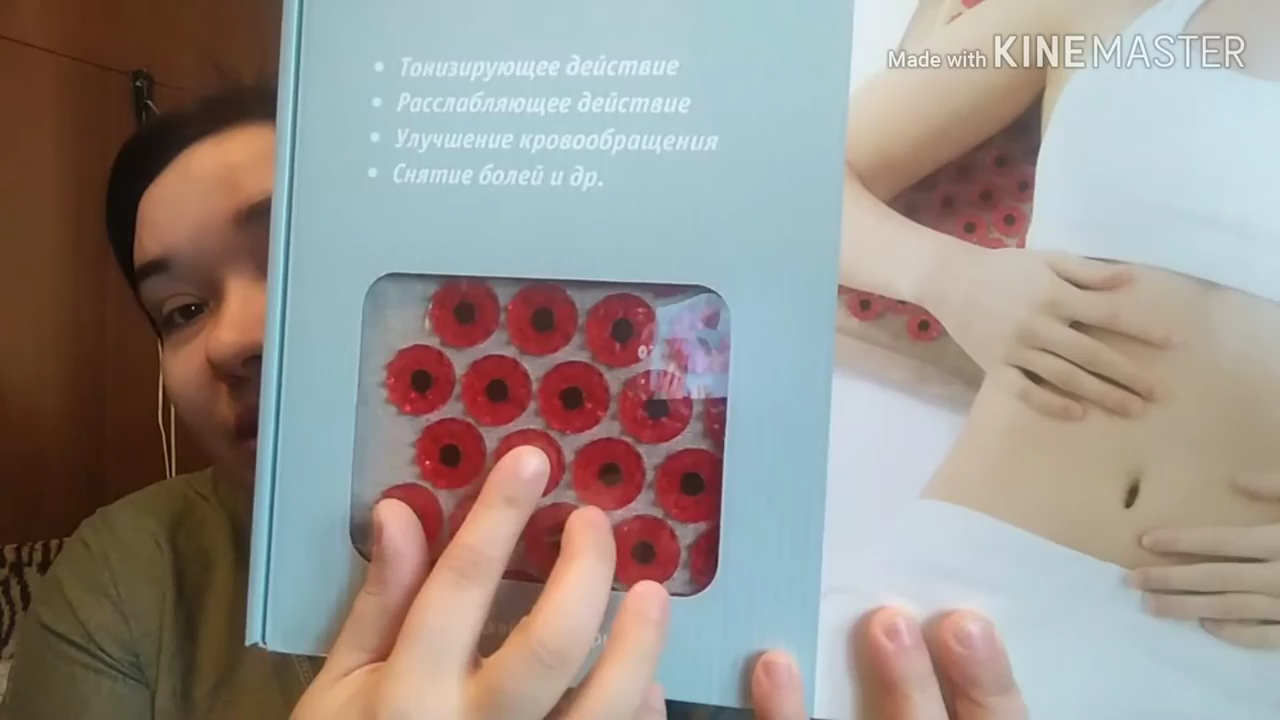 Made with KINEMASTER
• Тонизирующее действие
• Расслабляющее действие
• Улучшение кровообращения
• Снятие болей и др.